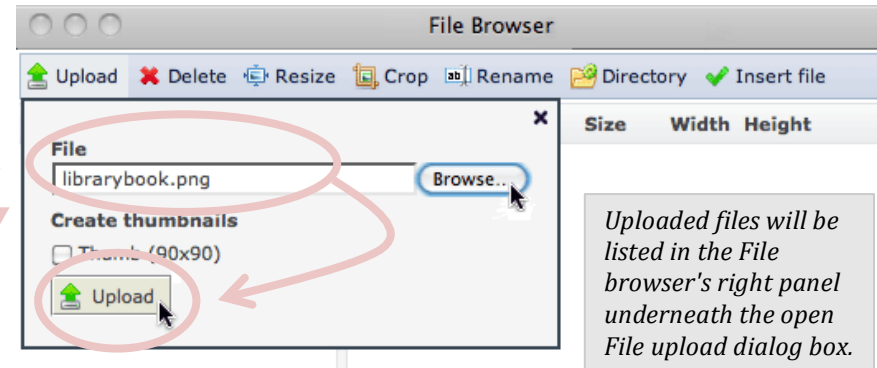 File Browser
Upload Delete Resize Crop Rename Directory Insert file
Size Width Height
File
librarybook.png Browse...
Create thumbnails
Thumb (90x90)
Upload
Uploaded files will be
listed in the File
browser's right panel
underneath the open
File upload dialog box.